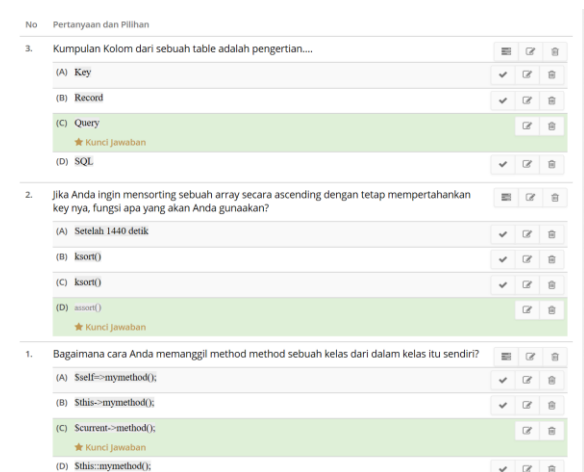 No Pertanyaan dan Pilihan
3. Kumpulan Kolom dari sebuah table adalah pengertian....
(A) Key
(B) Record
(C) Query
Kunci Jawaban
(D) SQL
2. Jika Anda ingin mensorting sebuah array secara ascending dengan tetap mempertahankan
key nya, fungsi apa yang akan Anda gunaakan?
(A) Setelah 1440 detik
(B) ksort()
(C) ksort()
(D) assort()
Kunci Jawaban
1. Bagaimana cara Anda memanggil method method sebuah kelas dari dalam kelas itu sendiri?
(A) $self=>mymethod();
(B) $this->mymethod();
(C) $current->method();
Kunci Jawaban
(D) $this::mymethod();